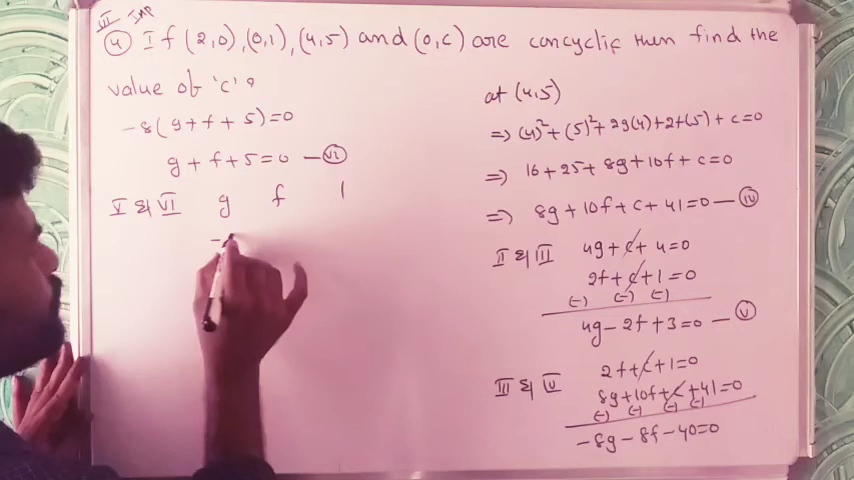 VI IMP
④ If (2,0), (0,1), (4,5) and (0,c) are concyclic then find the
value of 'c' ?
-8(g+f+5)=0
g+f+5=0 — VI
V & VI g f 1
-2
at (4,5)
⇒ (4)²+(5)²+2g(4)+2f(5)+c=0
⇒ 16+25+8g+10f+c=0
⇒ 8g+10f+c+41=0 — IV
II & III 4g+c+4=0
2f+c+1=0
(-) (-) (-)
4g-2f+3=0 — V
III & IV 2f+c+1=0
8g+10f+c+41=0
(-) (-) (-) (-)
-8g-8f-40=0